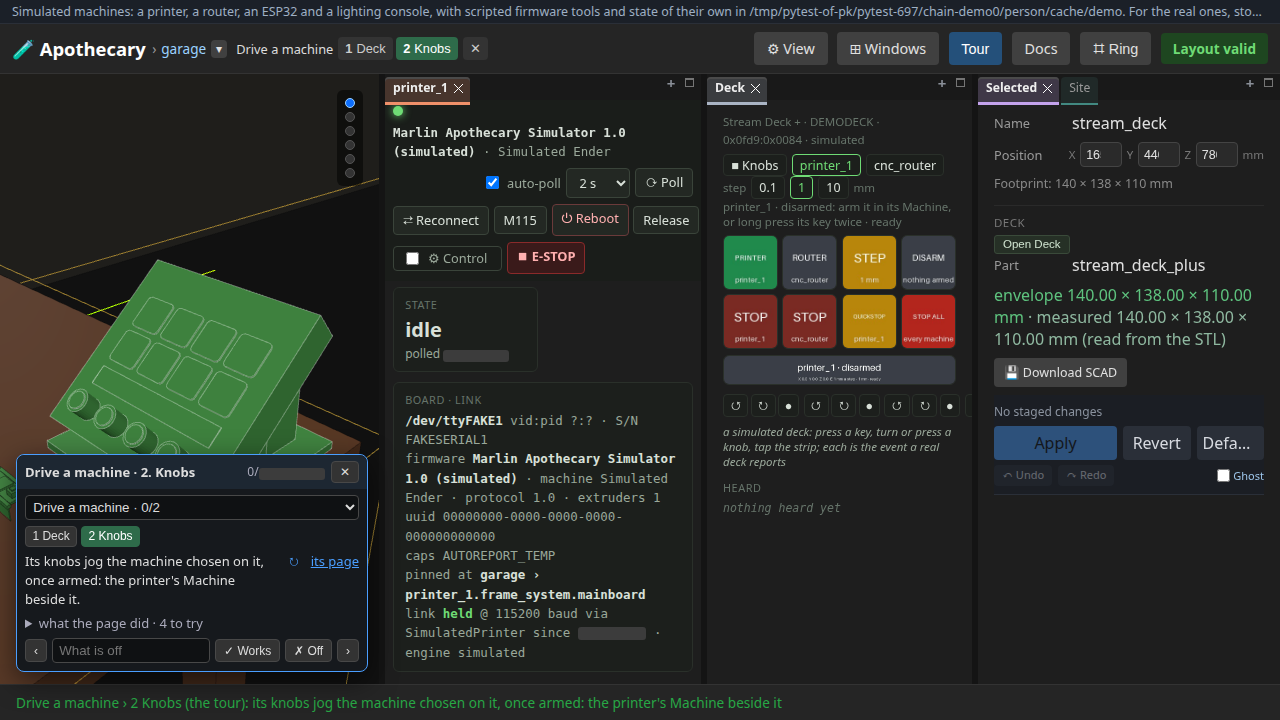 Simulated machines: a printer, a router, an ESP32 and a lighting console, with scripted firmware tools and state of their own in /tmp/pytest-of-pk/pytest-697/chain-demo0/person/cache/demo. For the real ones, sto...
Apothecary › garage ▾ Drive a machine 1 Deck 2 Knobs ✕
⚙ View ⊞ Windows Tour Docs Ring Layout valid
printer_1
Marlin Apothecary Simulator 1.0
(simulated) · Simulated Ender
auto-poll 2 s Poll
Reconnect M115 Reboot Release
Control E-STOP
STATE
idle
polled
BOARD · LINK
/dev/ttyFAKE1 vid:pid ?:? · S/N
FAKESERIAL1
firmware Marlin Apothecary Simulator
1.0 (simulated) · machine Simulated
Ender · protocol 1.0 · extruders 1
uuid 00000000-0000-0000-0000-
000000000000
caps AUTOREPORT_TEMP
pinned at garage ›
printer_1.frame_system.mainboard
link held @ 115200 baud via
SimulatedPrinter since ·
engine simulated
Deck
Stream Deck + · DEMODECK ·
0x0fd9:0x0084 · simulated
Knobs printer_1 cnc_router
step 0.1 1 10 mm
printer_1 · disarmed: arm it in its Machine,
or long press its key twice · ready
PRINTER printer_1
ROUTER cnc_router
STEP 1 mm
DISARM nothing armed
STOP printer_1
STOP cnc_router
QUICKSTOP printer_1
STOP ALL every machine
printer_1 · disarmed
a simulated deck: press a key, turn or press a
knob, tap the strip; each is the event a real
deck reports
HEARD
nothing heard yet
Selected Site
Name stream_deck
Position X 16 Y 44 Z 78 mm
Footprint: 140 × 138 × 110 mm
DECK
Open Deck
Part stream_deck_plus
envelope 140.00 × 138.00 × 110.00
mm · measured 140.00 × 138.00 ×
110.00 mm (read from the STL)
Download SCAD
No staged changes
Apply Revert Defa...
Undo Redo Ghost
Drive a machine · 2. Knobs 0/ ✕
Drive a machine · 0/2
1 Deck 2 Knobs
Its knobs jog the machine chosen on it,
once armed: the printer's Machine
beside it.
its page
what the page did · 4 to try
‹ What is off ✓ Works ✗ Off ›
Drive a machine › 2 Knobs (the tour): its knobs jog the machine chosen on it, once armed: the printer's Machine beside it